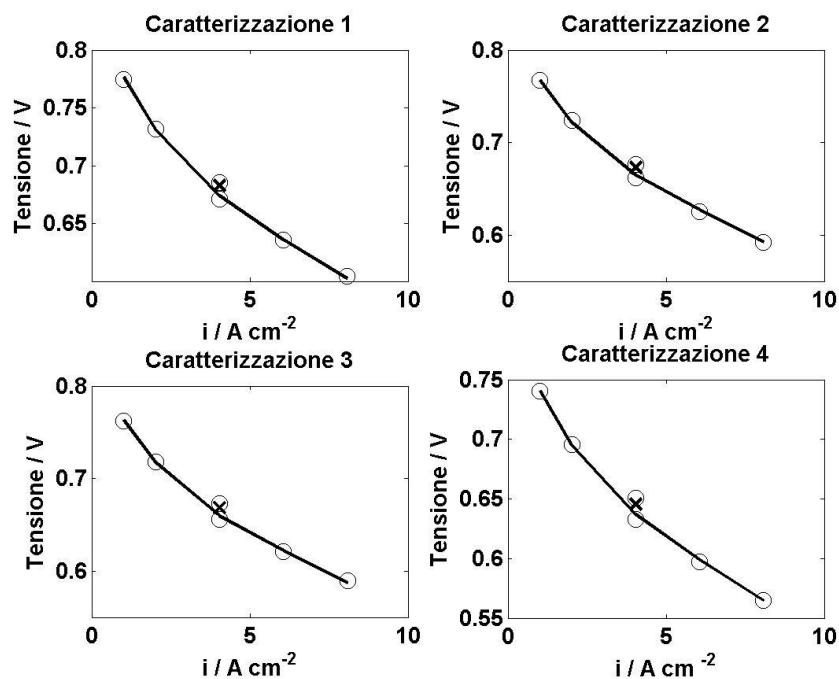 Caratterizzazione 1
0.8
0.75
0.7
0.65
Tensione / V
0
5
10
i / A cm-2
Caratterizzazione 2
0.8
0.7
0.6
Tensione / V
0
5
10
i / A cm-2
Caratterizzazione 3
0.8
0.7
0.6
Tensione / V
0
5
10
i / A cm-2
Caratterizzazione 4
0.75
0.7
0.65
0.6
0.55
Tensione / V
0
5
10
i / A cm -2